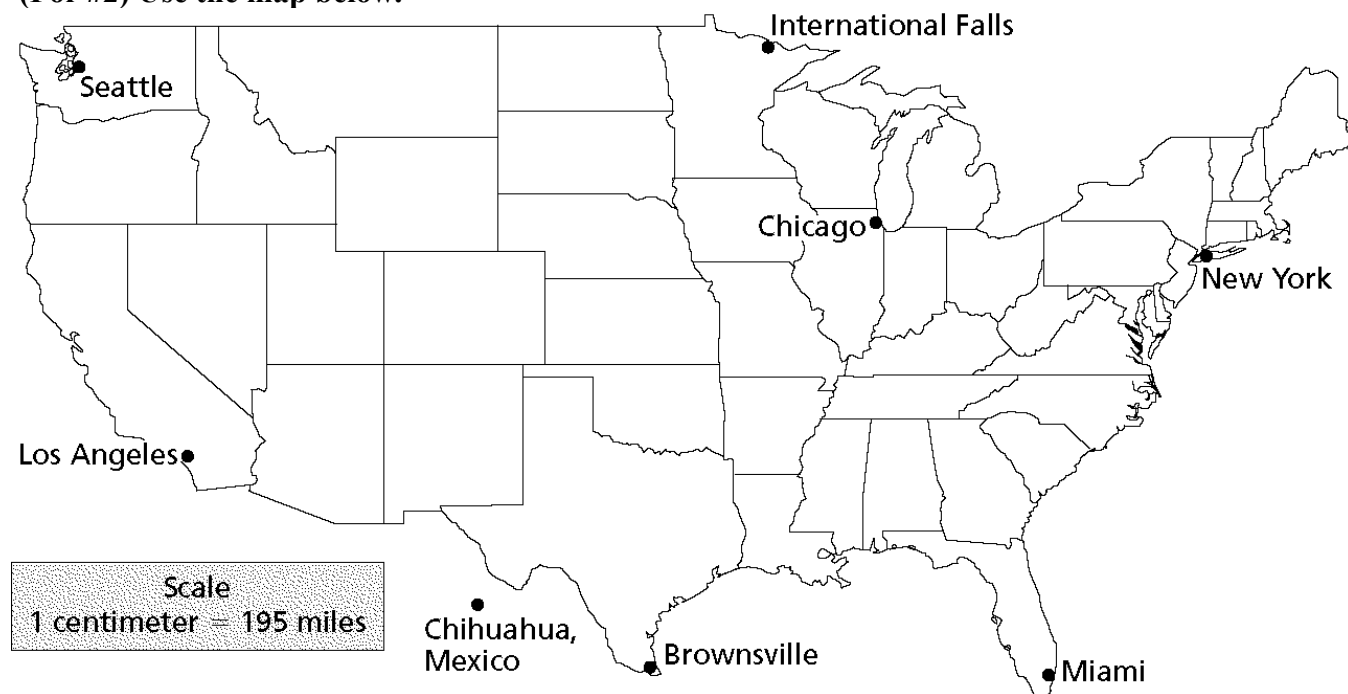 (For #2) Use the map below.
International Falls
Seattle
Chicago
New York
Los Angeles
Scale
1 centimeter = 195 miles
Chihuahua,
Mexico
Brownsville
Miami